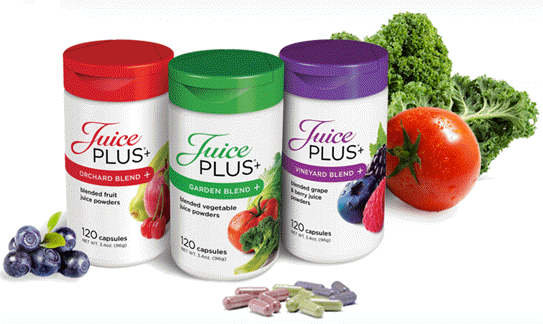 Juice
PLUS+
ORCHARD BLEND +
blended fruit
juice powders
120 capsules
NET WT. 3.4oz. (96g)
Juice
PLUS+
GARDEN BLEND +
blended vegetable
juice powders
120 capsules
NET WT. 3.4oz. (96g)
Juice
PLUS+
VINEYARD BLEND +
blended grape
& berry juice
powders
120 capsules
NET WT. 3.4oz. (96g)